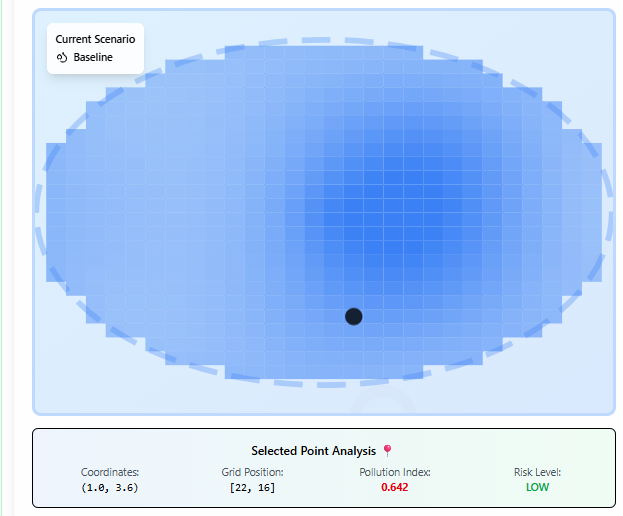 Current Scenario
Baseline
Selected Point Analysis 📍
Coordinates: Grid Position: Pollution Index: Risk Level:
(1.0, 3.6) [22, 16] 0.642 LOW